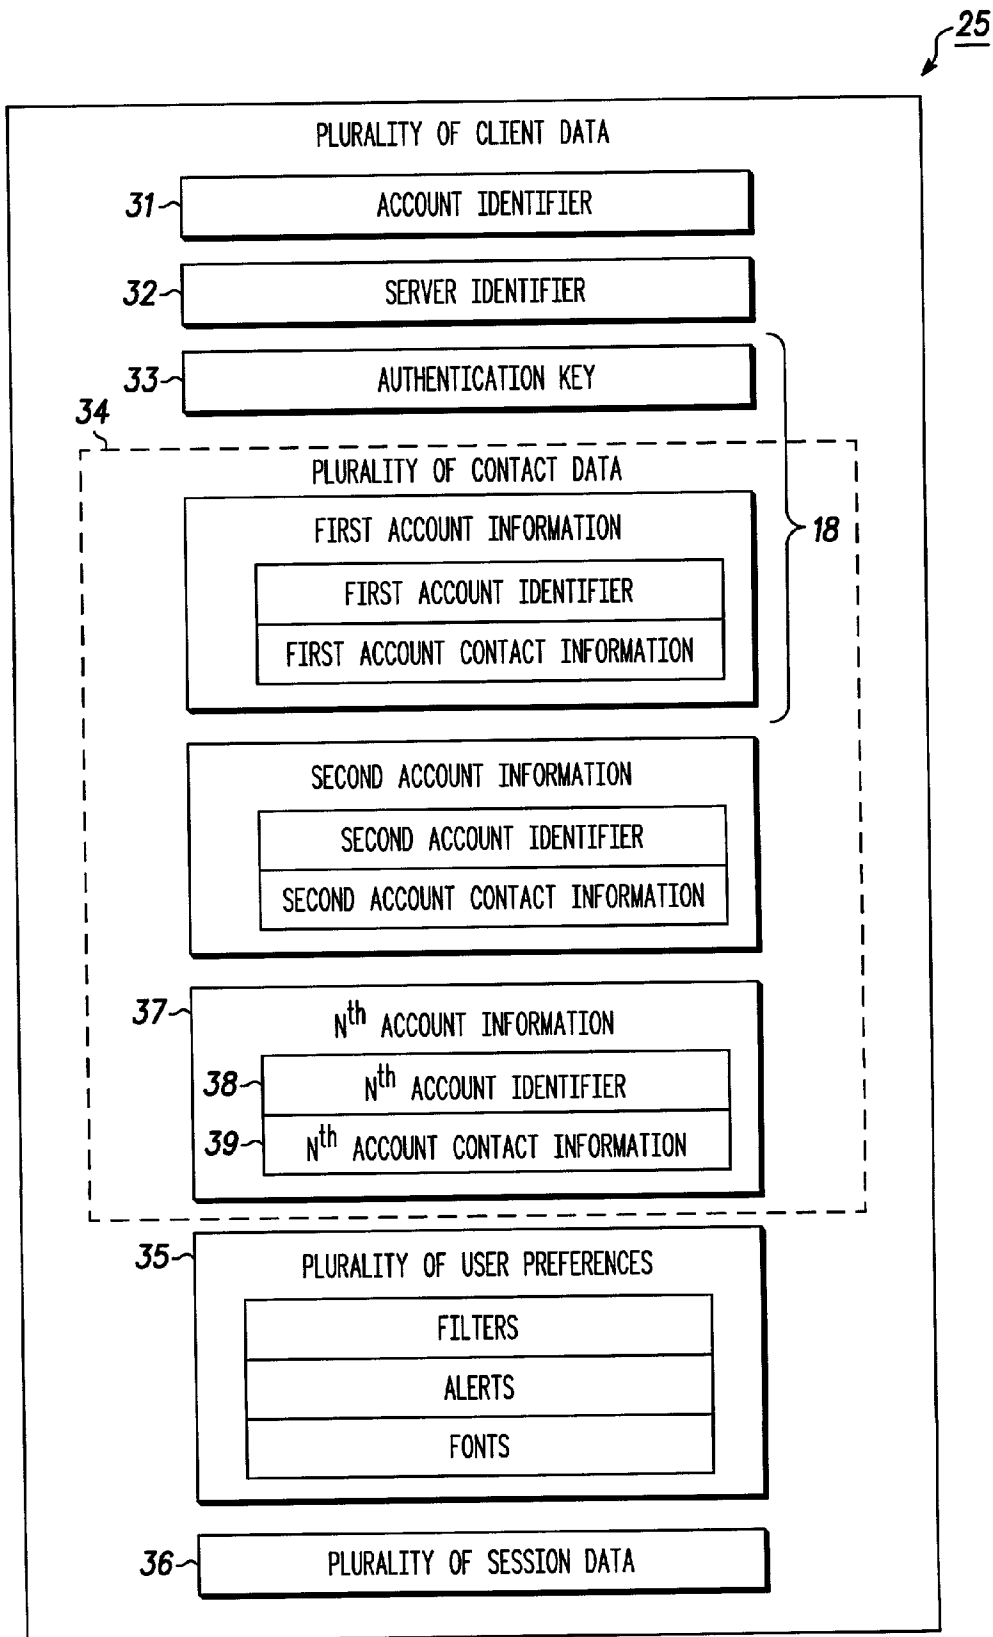 25
PLURALITY OF CLIENT DATA
31 ACCOUNT IDENTIFIER
32 SERVER IDENTIFIER
33 AUTHENTICATION KEY
34
PLURALITY OF CONTACT DATA
FIRST ACCOUNT INFORMATION
18
FIRST ACCOUNT IDENTIFIER
FIRST ACCOUNT CONTACT INFORMATION
SECOND ACCOUNT INFORMATION
SECOND ACCOUNT IDENTIFIER
SECOND ACCOUNT CONTACT INFORMATION
37 Nth ACCOUNT INFORMATION
38 Nth ACCOUNT IDENTIFIER
39 Nth ACCOUNT CONTACT INFORMATION
35 PLURALITY OF USER PREFERENCES
FILTERS
ALERTS
FONTS
36 PLURALITY OF SESSION DATA